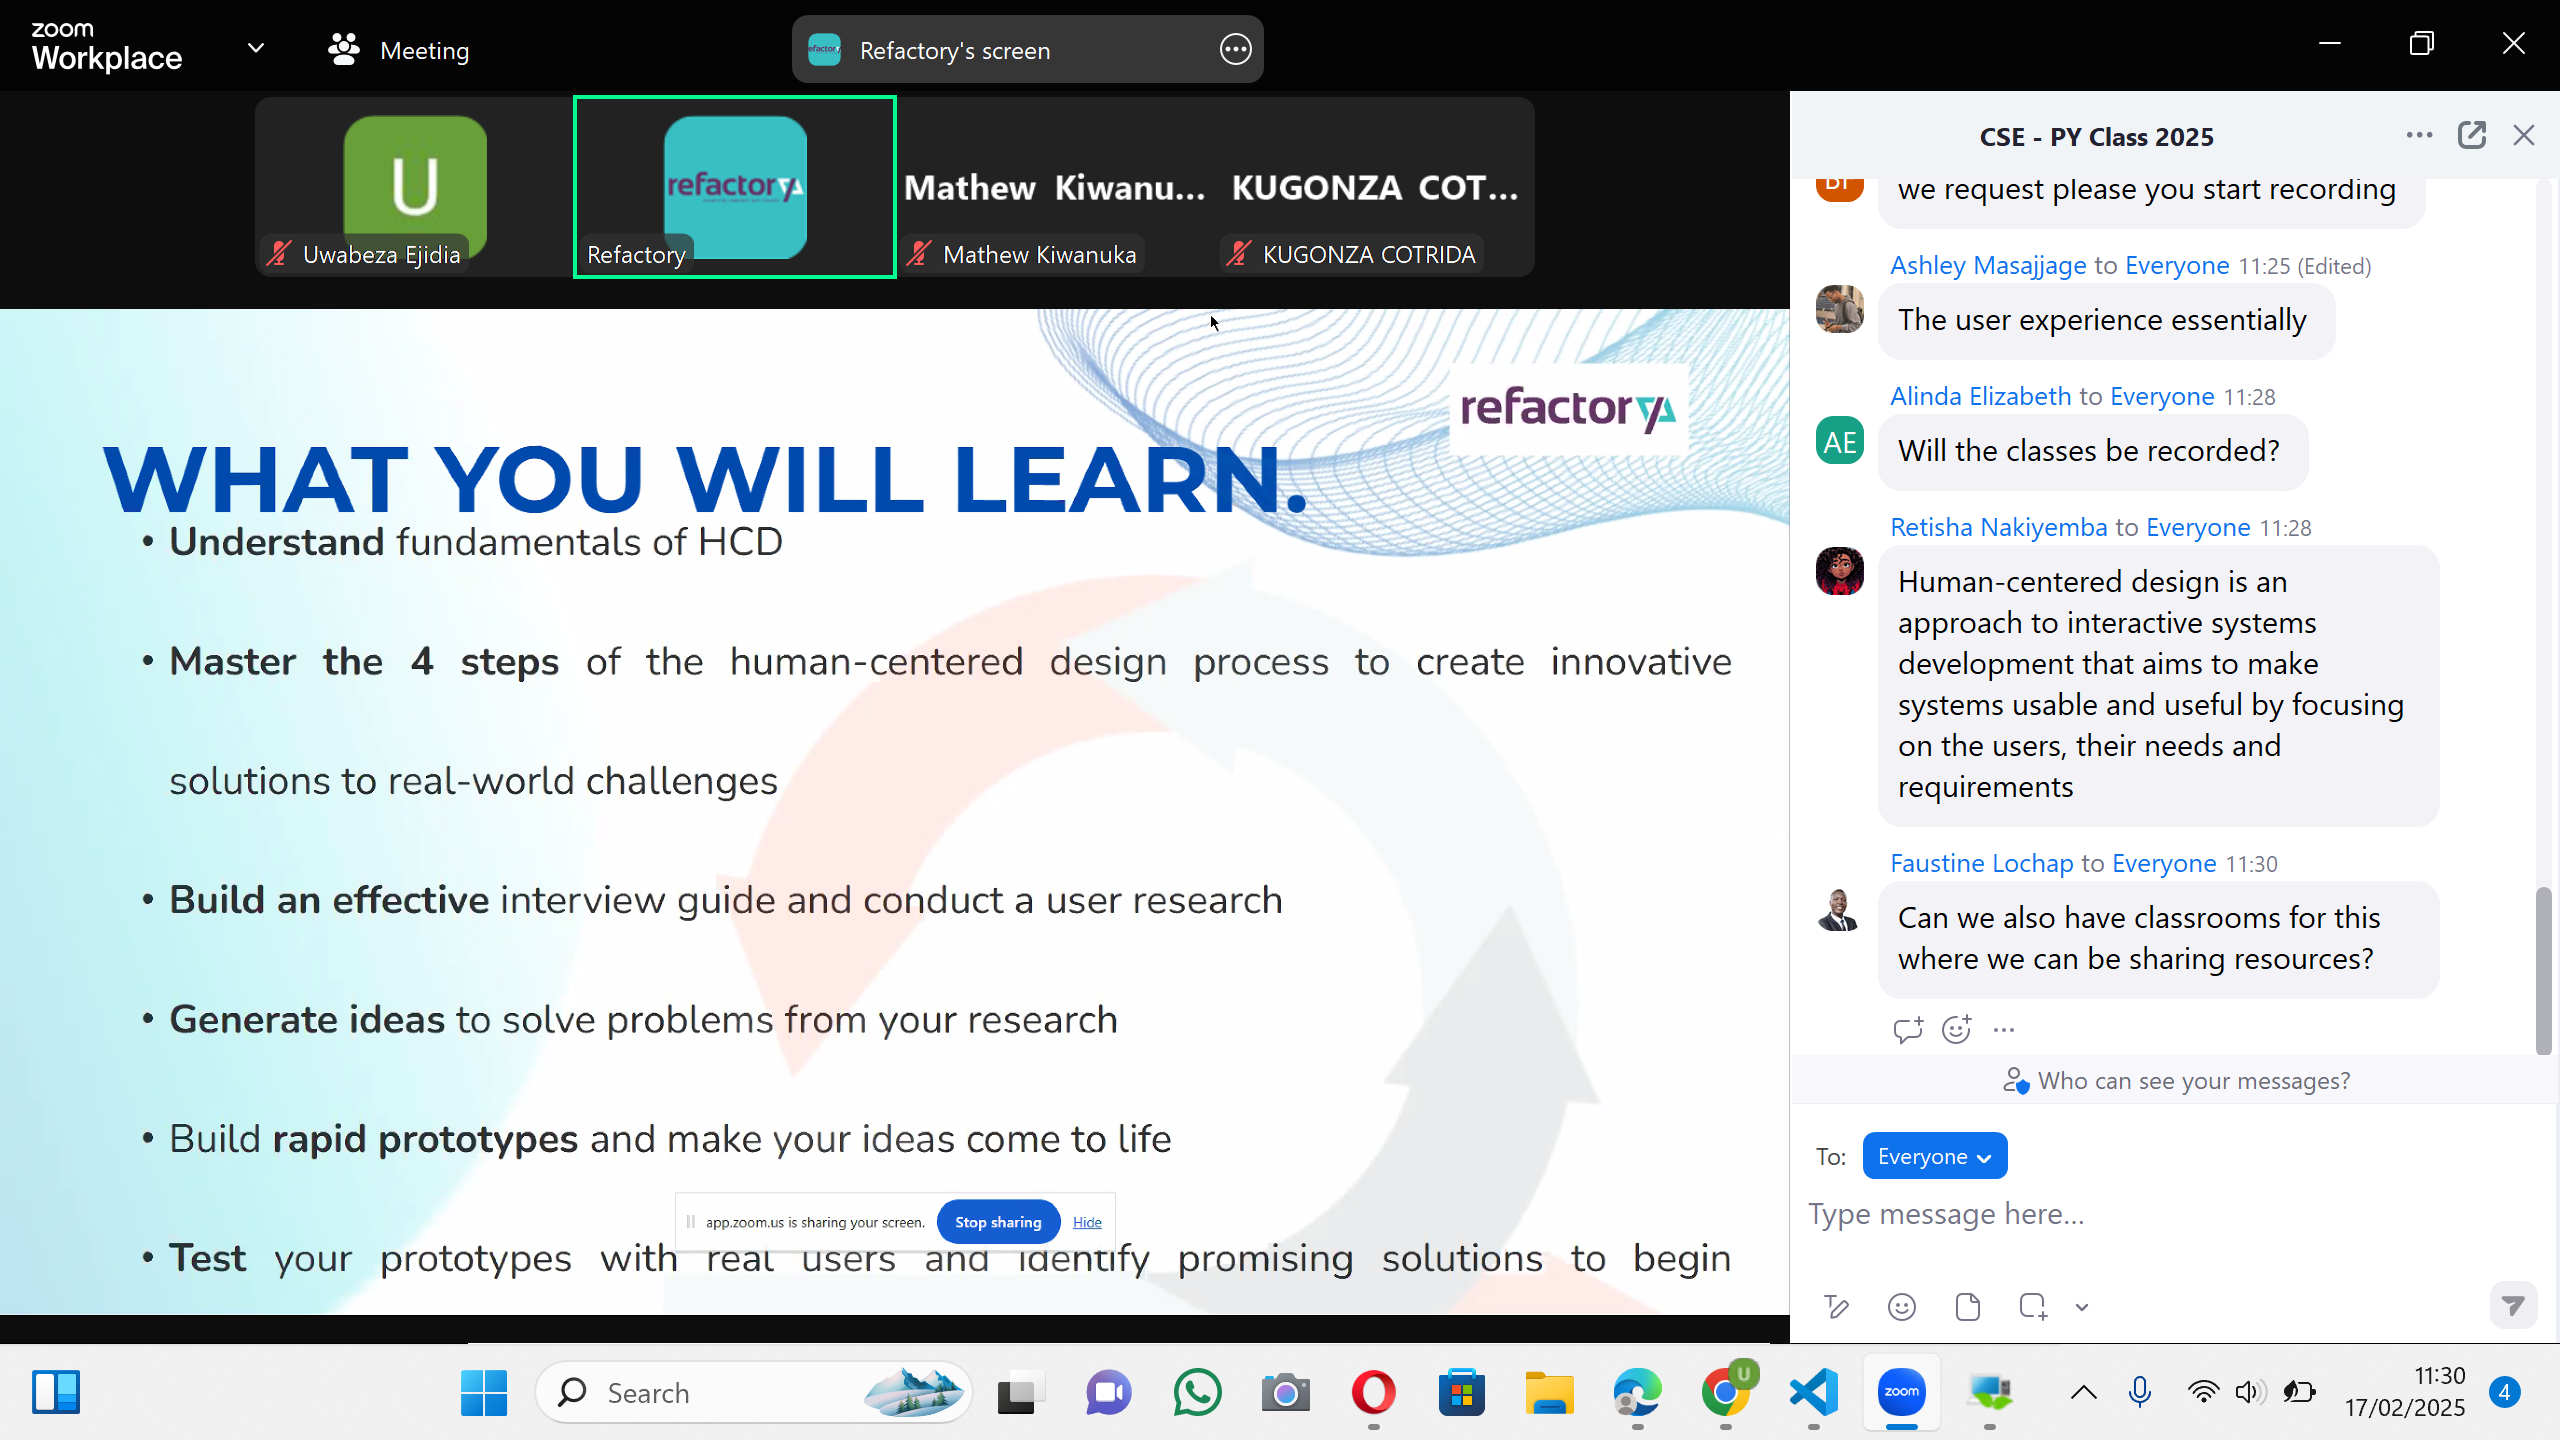 zoom
Workplace
Meeting
Refactory's screen
U
refactory
Mathew Kiwanu...
KUGONZA COT...
Uwabeza Ejidia
Refactory
Mathew Kiwanuka
KUGONZA COTRIDA
refactory
WHAT YOU WILL LEARN.
• Understand fundamentals of HCD
• Master the 4 steps of the human-centered design process to create innovative
solutions to real-world challenges
• Build an effective interview guide and conduct a user research
• Generate ideas to solve problems from your research
• Build rapid prototypes and make your ideas come to life
app.zoom.us is sharing your screen. Stop sharing Hide
• Test your prototypes with real users and identify promising solutions to begin
CSE - PY Class 2025
we request please you start recording
Ashley Masajjage to Everyone 11:25 (Edited)
The user experience essentially
Alinda Elizabeth to Everyone 11:28
AE
Will the classes be recorded?
Retisha Nakiyemba to Everyone 11:28
Human-centered design is an
approach to interactive systems
development that aims to make
systems usable and useful by focusing
on the users, their needs and
requirements
Faustine Lochap to Everyone 11:30
Can we also have classrooms for this
where we can be sharing resources?
Who can see your messages?
To: Everyone
Type message here...
Search
U
zoom
11:30
17/02/2025
4